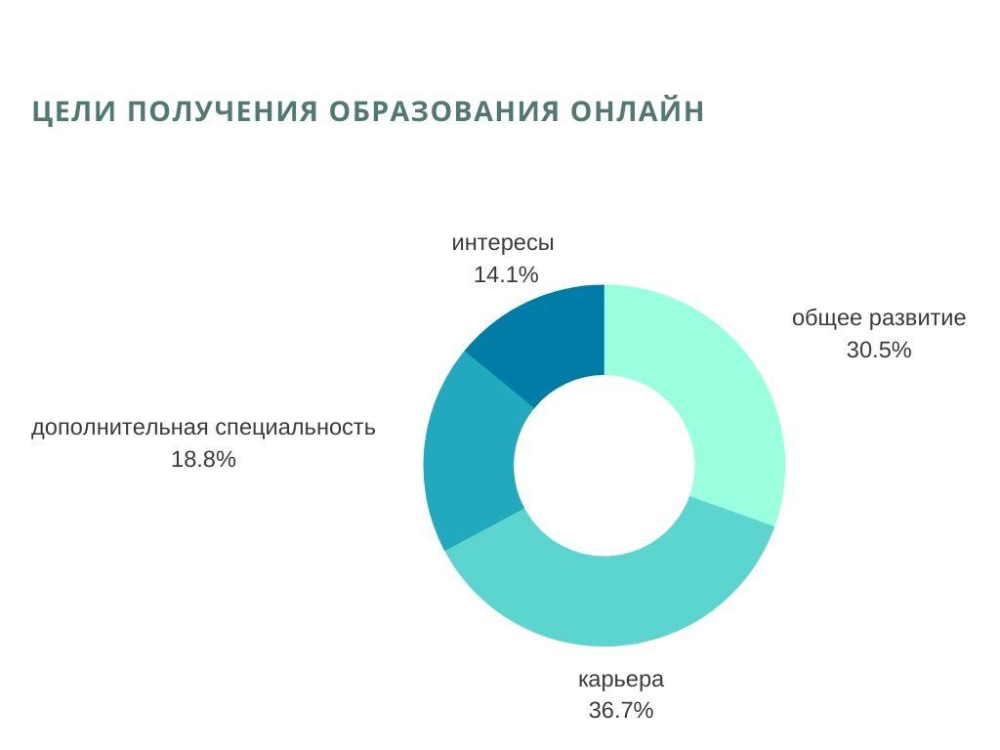 ЦЕЛИ ПОЛУЧЕНИЯ ОБРАЗОВАНИЯ ОНЛАЙН
интересы
14.1%
общее развитие
30.5%
дополнительная специальность
18.8%
карьера
36.7%